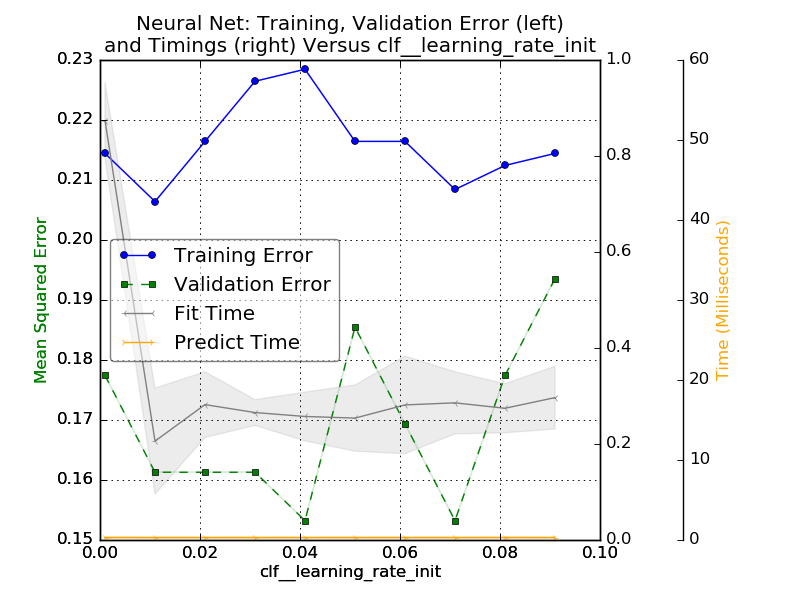 Neural Net: Training, Validation Error (left)
and Timings (right) Versus clf__learning_rate_init
0.23
0.22
0.21
0.20
0.19
0.18
0.17
0.16
0.15
Mean Squared Error
Training Error
Validation Error
Fit Time
Predict Time
0.00 0.02 0.04 0.06 0.08 0.10
clf__learning_rate_init
1.0
0.8
0.6
0.4
0.2
0.0
60
50
40
30
20
10
0
Time (Milliseconds)